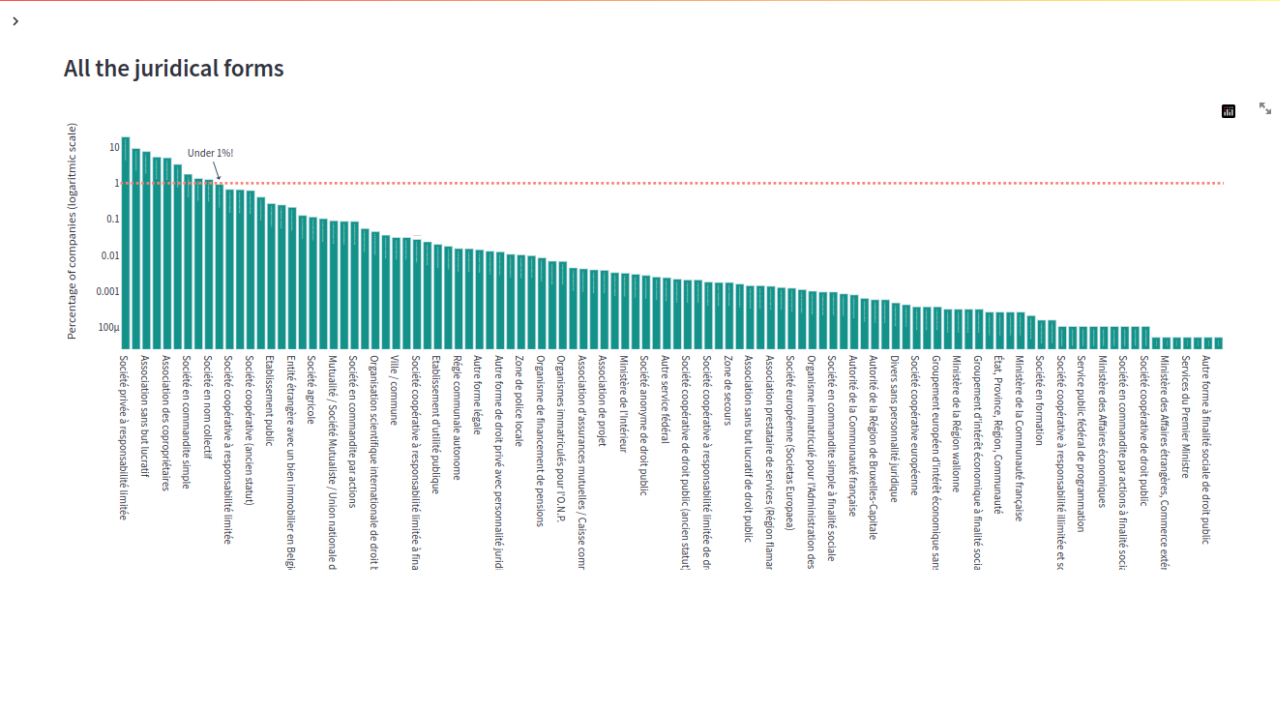 All the juridical forms
Percentage of companies (logaritmic scale)
10
1
0.1
0.01
0.001
100μ
Under 1%!
Société privée à responsabilité limitée
Association sans but lucratif
Association des copropriétaires
Société en commandite simple
Société en nom collectif
Société coopérative à responsabilité limitée
Société coopérative (ancien statut)
Etablissement public
Entité étrangère avec un bien immobilier en Belgi
Société agricole
Mutualité / Société Mutualiste / Union nationale d
Société en commandite par actions
Organisation scientifique internationale de droit t
Ville / commune
Société coopérative à responsabilité limitée à fina
Etablissement d'utilité publique
Régie communale autonome
Autre forme légale
Autre forme de droit privé avec personnalité jurid
Zone de police locale
Organisme de financement de pensions
Organismes immatriculés pour l'O.N.P.
Association d'assurances mutuelles / Caisse comr
Association de projet
Ministère de l'Intérieur
Société anonyme de droit public
Autre service fédéral
Société coopérative de droit public (ancien statut)
Société coopérative à responsabilité limitée de dr
Zone de secours
Association sans but lucratif de droit public
Association prestataire de services (Région flamar
Société européenne (Societas Europaea)
Organisme immatriculé pour l'Administration des
Société en commandite simple à finalité sociale
Autorité de la Communauté française
Autorité de la Région de Bruxelles-Capitale
Divers sans personnalité juridique
Société coopérative européenne
Groupement européen d'intérêt économique san
Ministère de la Région wallonne
Groupement d'intérêt économique à finalité socia
État, Province, Région, Communauté
Ministère de la Communauté française
Société en formation
Société coopérative à responsabilité illimitée et sc
Service public fédéral de programmation
Ministère des Affaires économiques
Société en commandite par actions à finalité socia
Société coopérative de droit public
Ministère des Affaires étrangères, Commerce extér
Services du Premier Ministre
Autre forme à finalité sociale de droit public